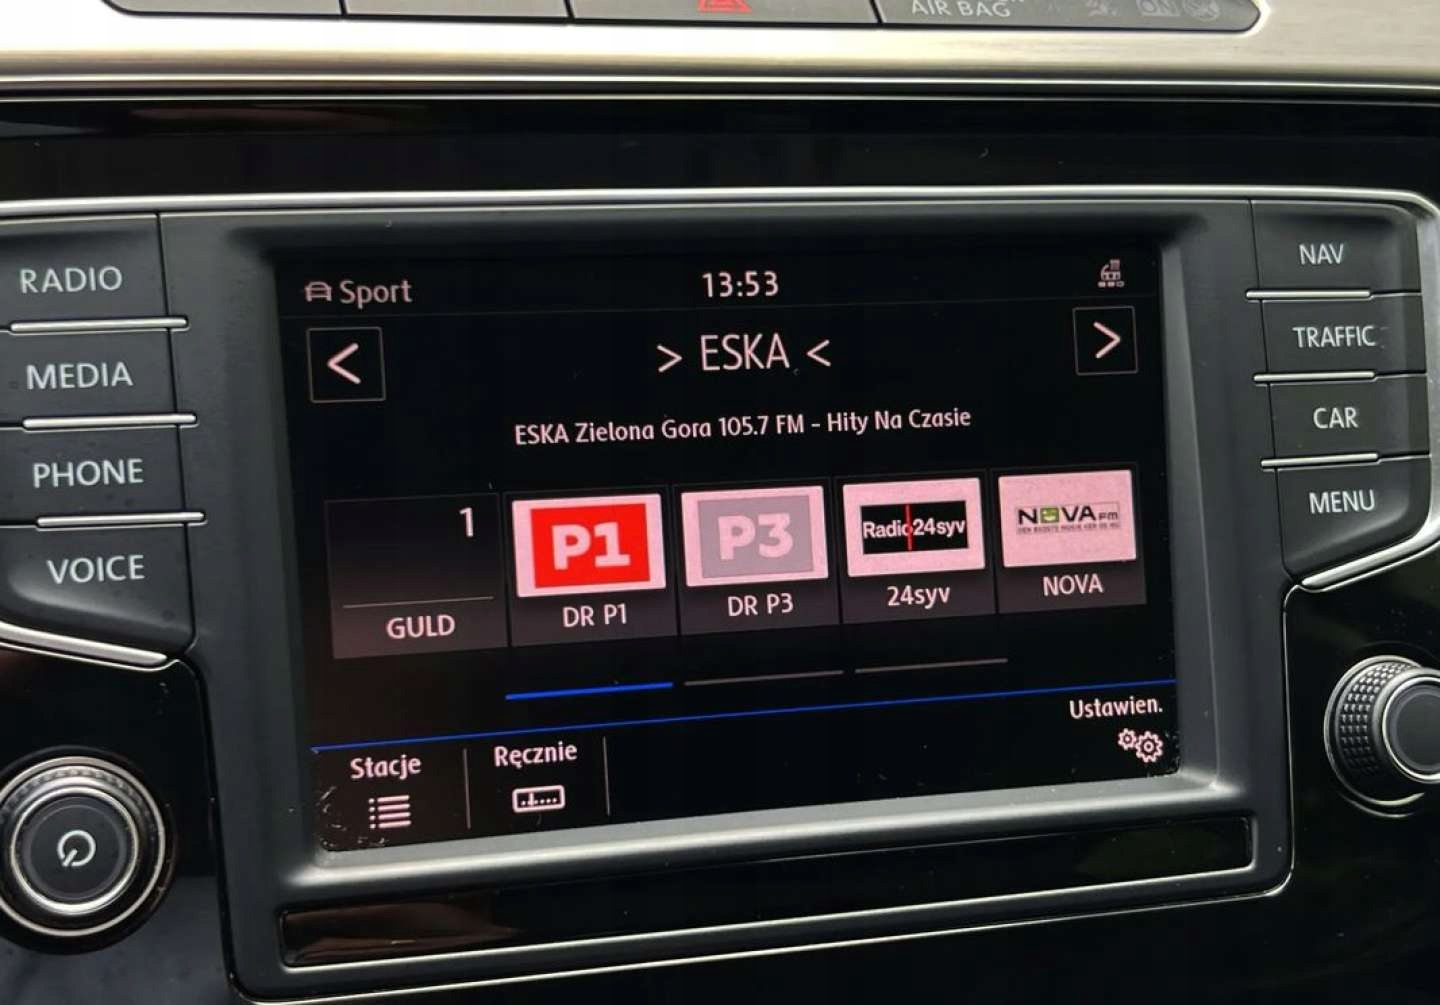 AIR BAG
RADIO
MEDIA
PHONE
VOICE
Sport
13:53
> ESKA <
ESKA Zielona Gora 105.7 FM - Hity Na Czasie
1
GULD
P1
DR P1
P3
DR P3
Radio24syv
24syv
NOVA FM
NOVA
Stacje
Ręcznie
Ustawien.
NAV
TRAFFIC
CAR
MENU